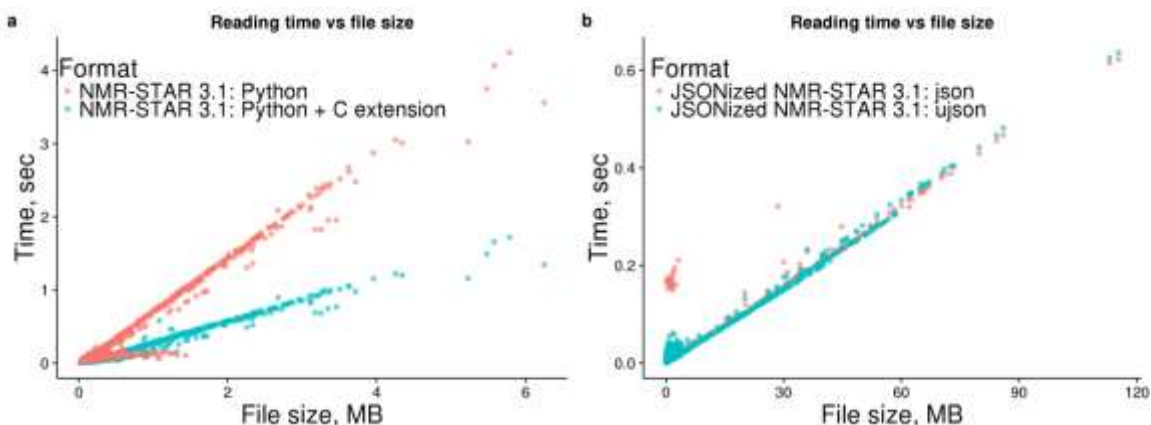 a
Reading time vs file size
Format
NMR-STAR 3.1: Python
NMR-STAR 3.1: Python + C extension
Time, sec
4
3
2
1
0
0 2 4 6
File size, MB
b
Reading time vs file size
Format
JSONized NMR-STAR 3.1: json
JSONized NMR-STAR 3.1: ujson
Time, sec
0.6
0.4
0.2
0.0
0 30 60 90 120
File size, MB